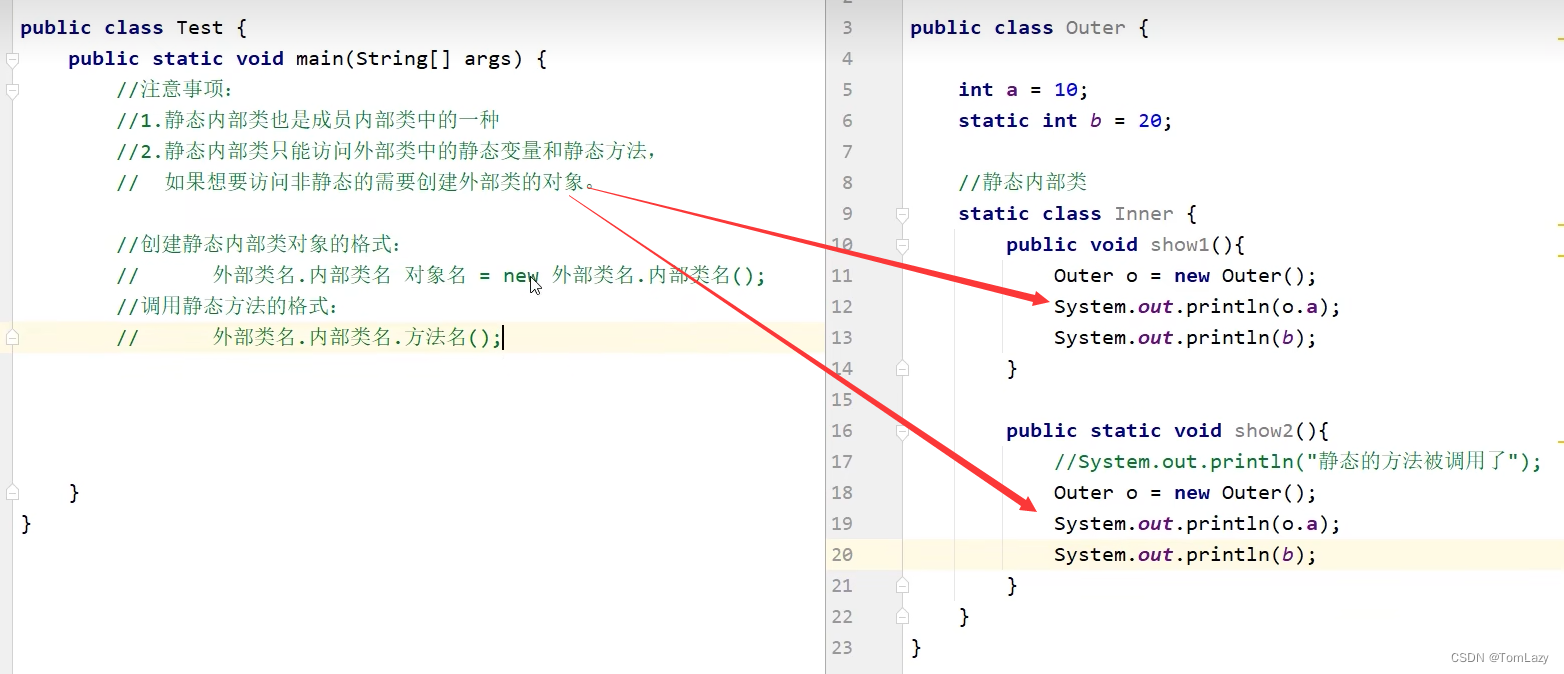 public class Test {
public static void main(String[] args) {
//注意事项：
//1.静态内部类也是成员内部类中的一种
//2.静态内部类只能访问外部类中的静态变量和静态方法，
// 如果想要访问非静态的需要创建外部类的对象。
//创建静态内部类对象的格式：
// 外部类名.内部类名 对象名 = new 外部类名.内部类名();
//调用静态方法的格式：
// 外部类名.内部类名.方法名();
}
}
3 public class Outer {
4
5 int a = 10;
6 static int b = 20;
7
8 //静态内部类
9 static class Inner {
10 public void show1(){
11 Outer o = new Outer();
12 System.out.println(o.a);
13 System.out.println(b);
14 }
15
16 public static void show2(){
17 //System.out.println("静态的方法被调用了");
18 Outer o = new Outer();
19 System.out.println(o.a);
20 System.out.println(b);
21 }
22 }
23 }
CSDN @TomLazy